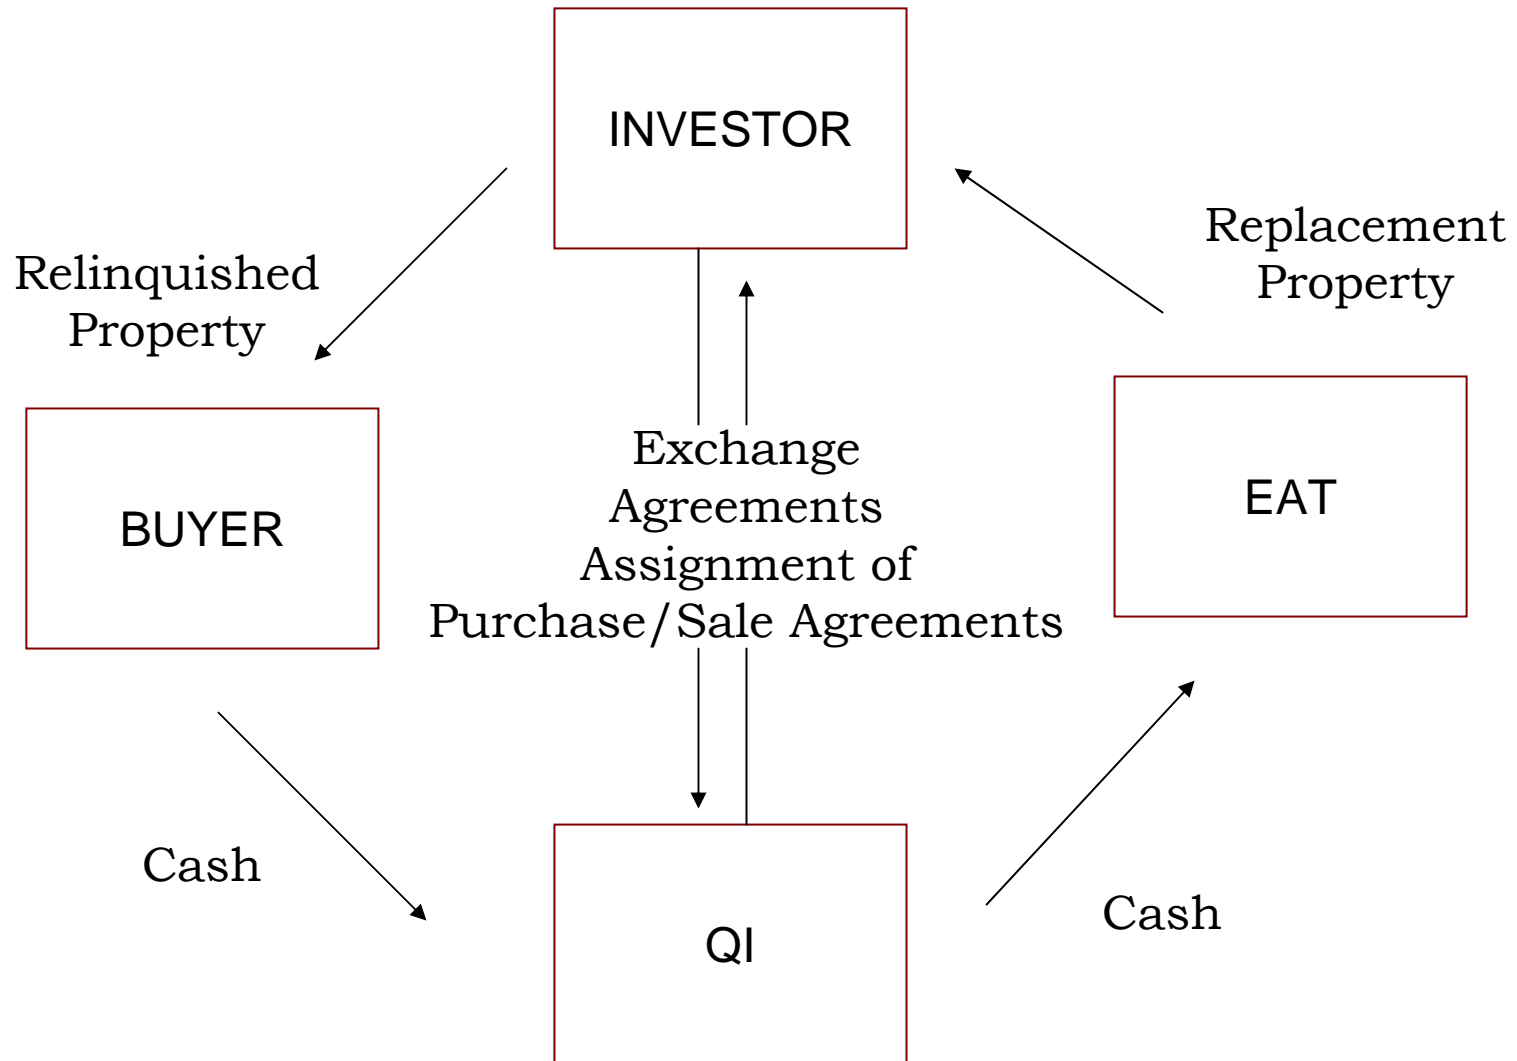 INVESTOR
Relinquished
Property
Replacement
Property
BUYER
Exchange
Agreements
Assignment of
Purchase/Sale Agreements
EAT
Cash
QI
Cash